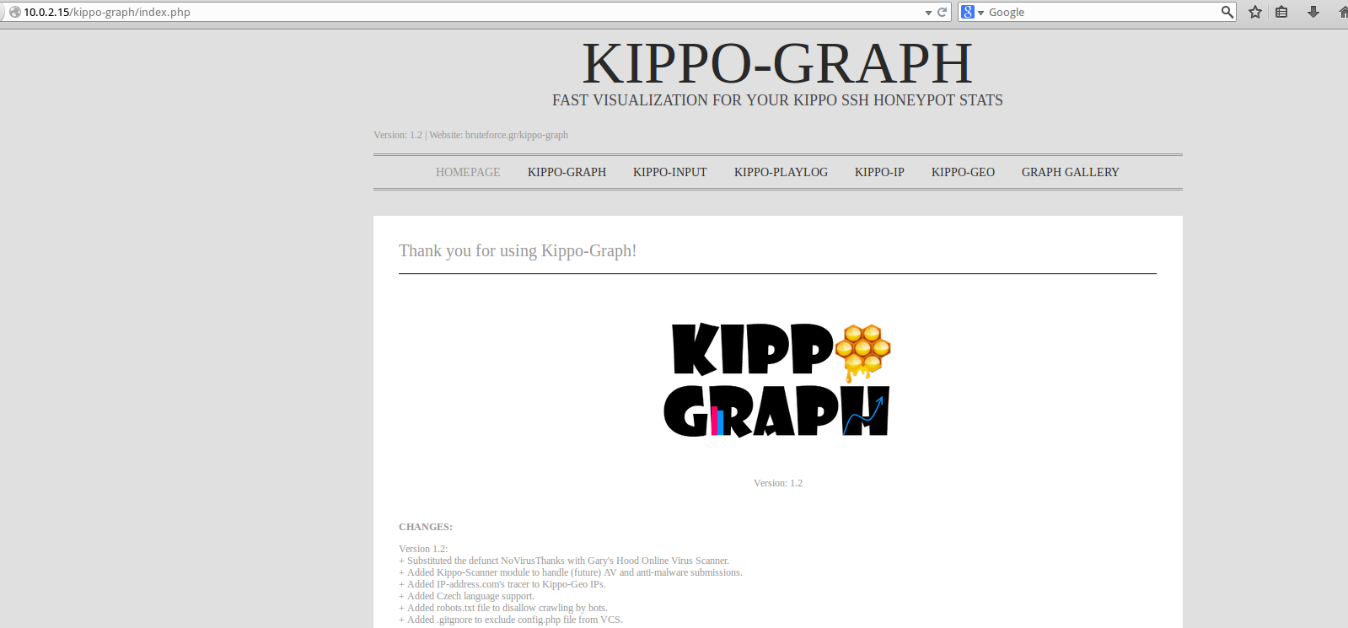 10.0.2.15/kippo-graph/index.php
8 Google
KIPPO-GRAPH
FAST VISUALIZATION FOR YOUR KIPPO SSH HONEYPOT STATS
Version: 1.2 | Website: bruteforce.gr/kippo-graph
HOMEPAGE KIPPO-GRAPH KIPPO-INPUT KIPPO-PLAYLOG KIPPO-IP KIPPO-GEO GRAPH GALLERY
Thank you for using Kippo-Graph!
KIPP
GRAPH
Version: 1.2
CHANGES:
Version 1.2:
+ Substituted the defunct NoVirusThanks with Gary's Hood Online Virus Scanner.
+ Added Kippo-Scanner module to handle (future) AV and anti-malware submissions.
+ Added IP-address.com's tracer to Kippo-Geo IPs.
+ Added Czech language support.
+ Added robots.txt file to disallow crawling by bots.
+ Added .gitgnore to exclude config.php file from VCS.